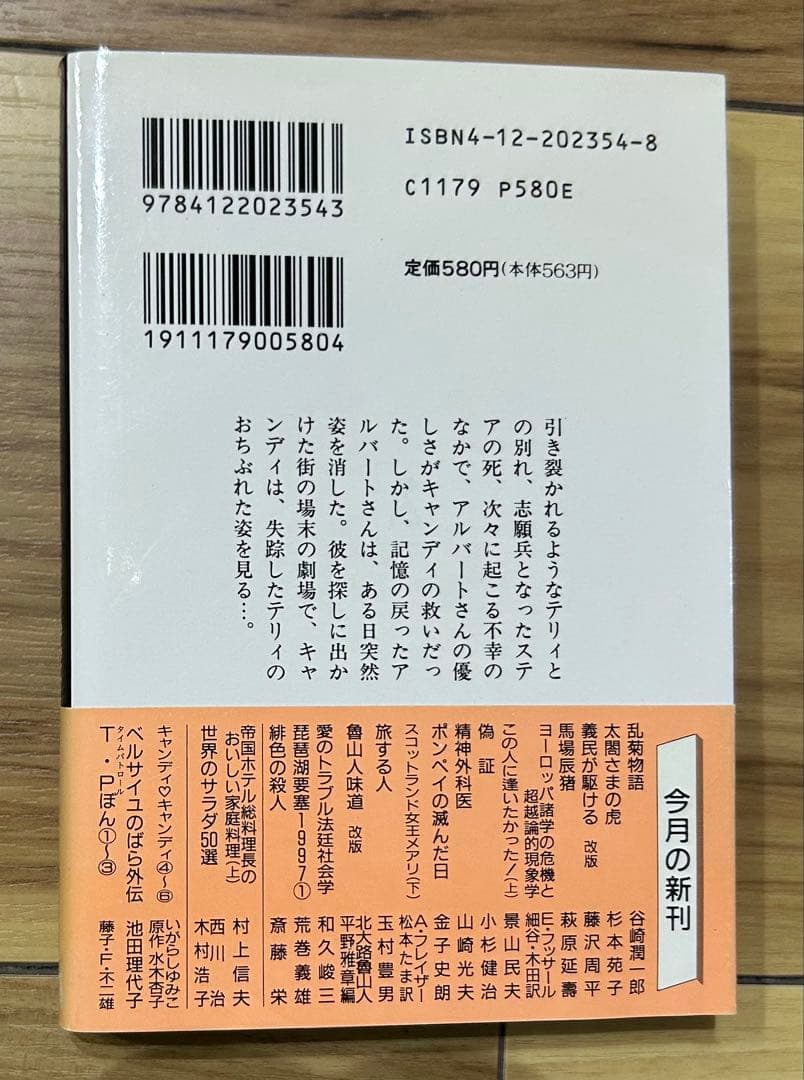 ISBN4-12-202354-8
C1179 P580E
9784122023543
定価580円(本体563円)
1911179005804
引き裂かれるようなテリィと
の別れ、志願兵となったステ
アの死、次々に起こる不幸の
なかで、アルバートさんの優
しさがキャンディの救いだっ
た。しかし、記憶の戻ったア
ルバートさんは、ある日突然
姿を消した。彼を探しに出か
けた街の場末の劇場で、キャ
ンディは、失踪したテリィの
おちぶれた姿を見る…。
今月の新刊
乱菊物語 谷崎潤一郎
太閤さまの虎 杉本苑子
義民が駆ける 改版 藤沢周平
馬場辰猪 萩原延壽
ヨーロッパ諸学の危機と
超越論的現象学 E・フッサール
細谷・木田訳
この人に逢いたかった!(上) 景山民夫
偽証 小杉健治
精神外科医 山崎光夫
ポンペイの滅んだ日 金子史朗
スコットランド女王メアリ(下) A・フレイザー
松本たま訳
旅する人 玉村豊男
魯山人味道 改版 北大路魯山人
平野雅章編
愛のトラブル法廷社会学 和久峻三
琵琶湖要塞1997① 荒巻義雄
緋色の殺人 斎藤栄
帝国ホテル総料理長の
おいしい家庭料理(上) 村上信夫
世界のサラダ50選 西川治
木村浩子
キャンディ♡キャンディ④〜⑥ いがらしゆみこ
原作・水木杏子
ベルサイユのばら外伝 池田理代子
タイムパトロール
T・Pぼん①〜③ 藤子・F・不二雄